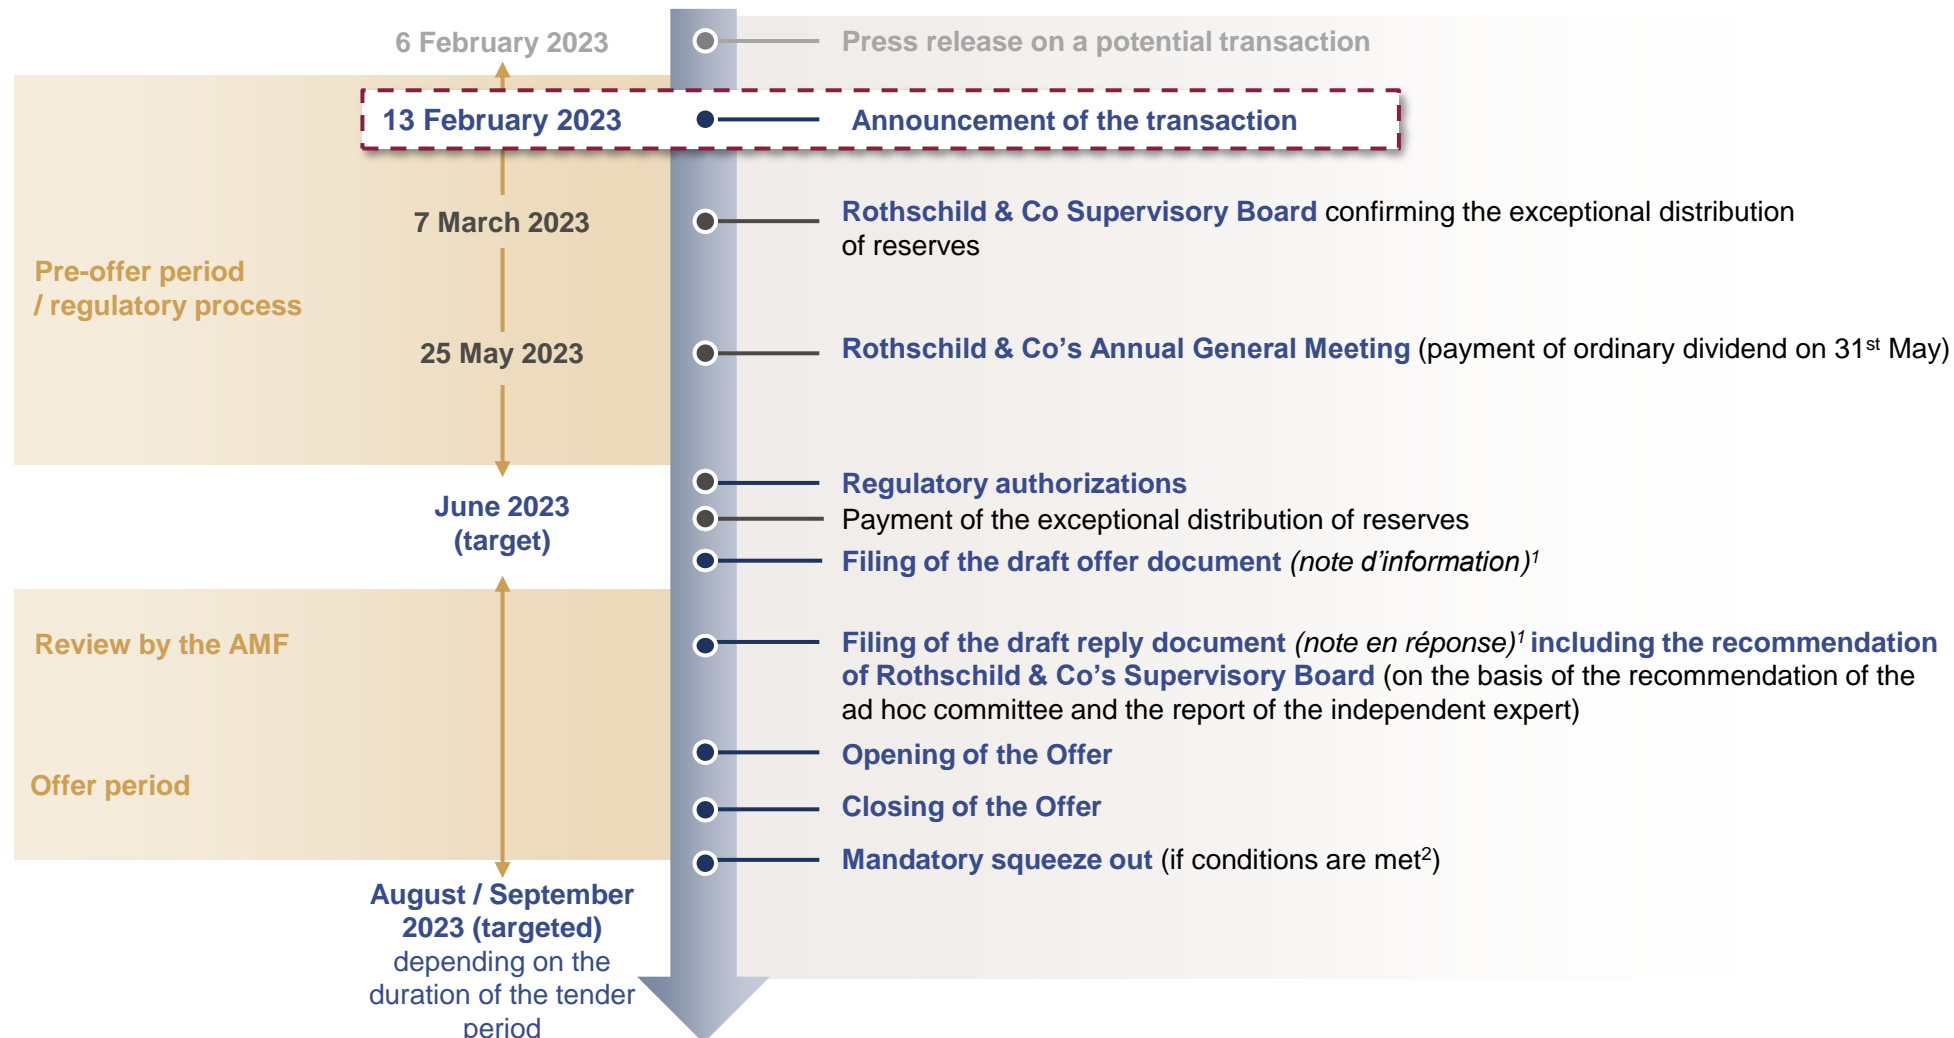 6 February 2023
Press release on a potential transaction
13 February 2023
Announcement of the transaction
7 March 2023
Rothschild & Co Supervisory Board confirming the exceptional distribution
of reserves
Pre-offer period
/ regulatory process
25 May 2023
Rothschild & Co’s Annual General Meeting (payment of ordinary dividend on 31st May)
June 2023
(target)
Regulatory authorizations
Payment of the exceptional distribution of reserves
Filing of the draft offer document (note d’information)1
Review by the AMF
Filing of the draft reply document (note en réponse)1 including the recommendation
of Rothschild & Co’s Supervisory Board (on the basis of the recommendation of the
ad hoc committee and the report of the independent expert)
Offer period
Opening of the Offer
Closing of the Offer
Mandatory squeeze out (if conditions are met2)
August / September
2023 (targeted)
depending on the
duration of the tender
period